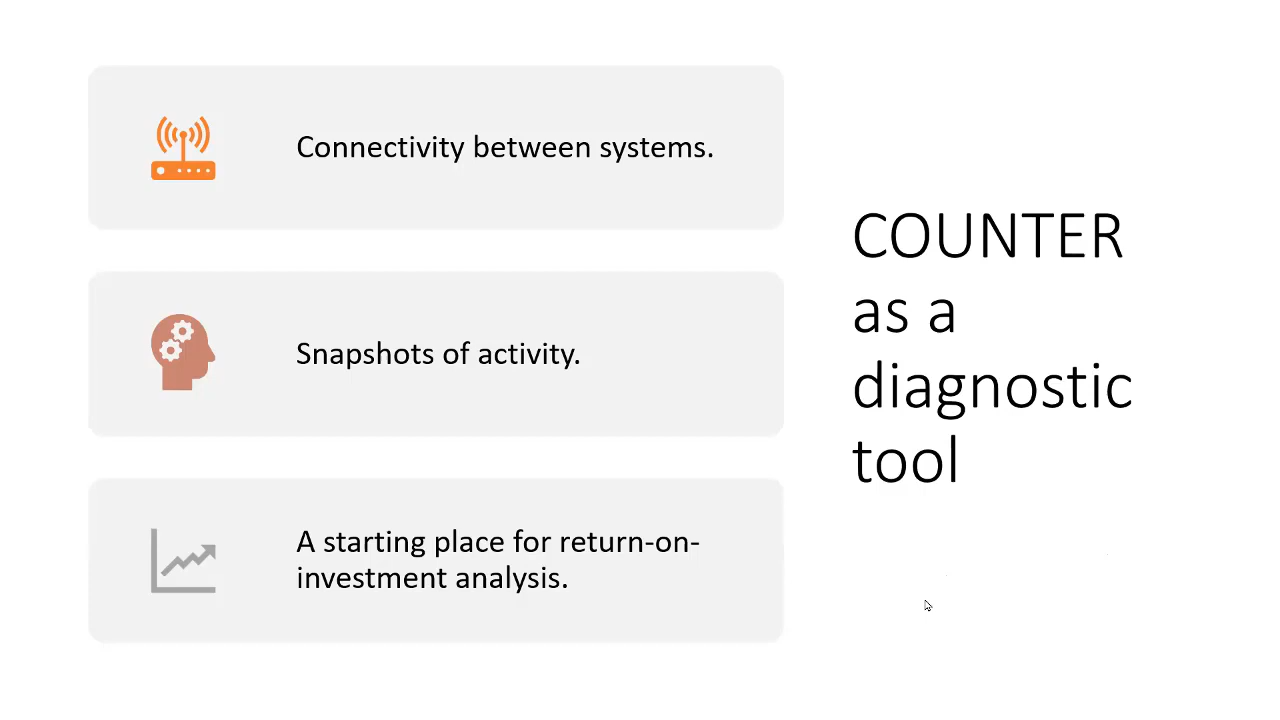 Connectivity between systems.
Snapshots of activity.
A starting place for return-on-
investment analysis.
COUNTER
as a
diagnostic
tool